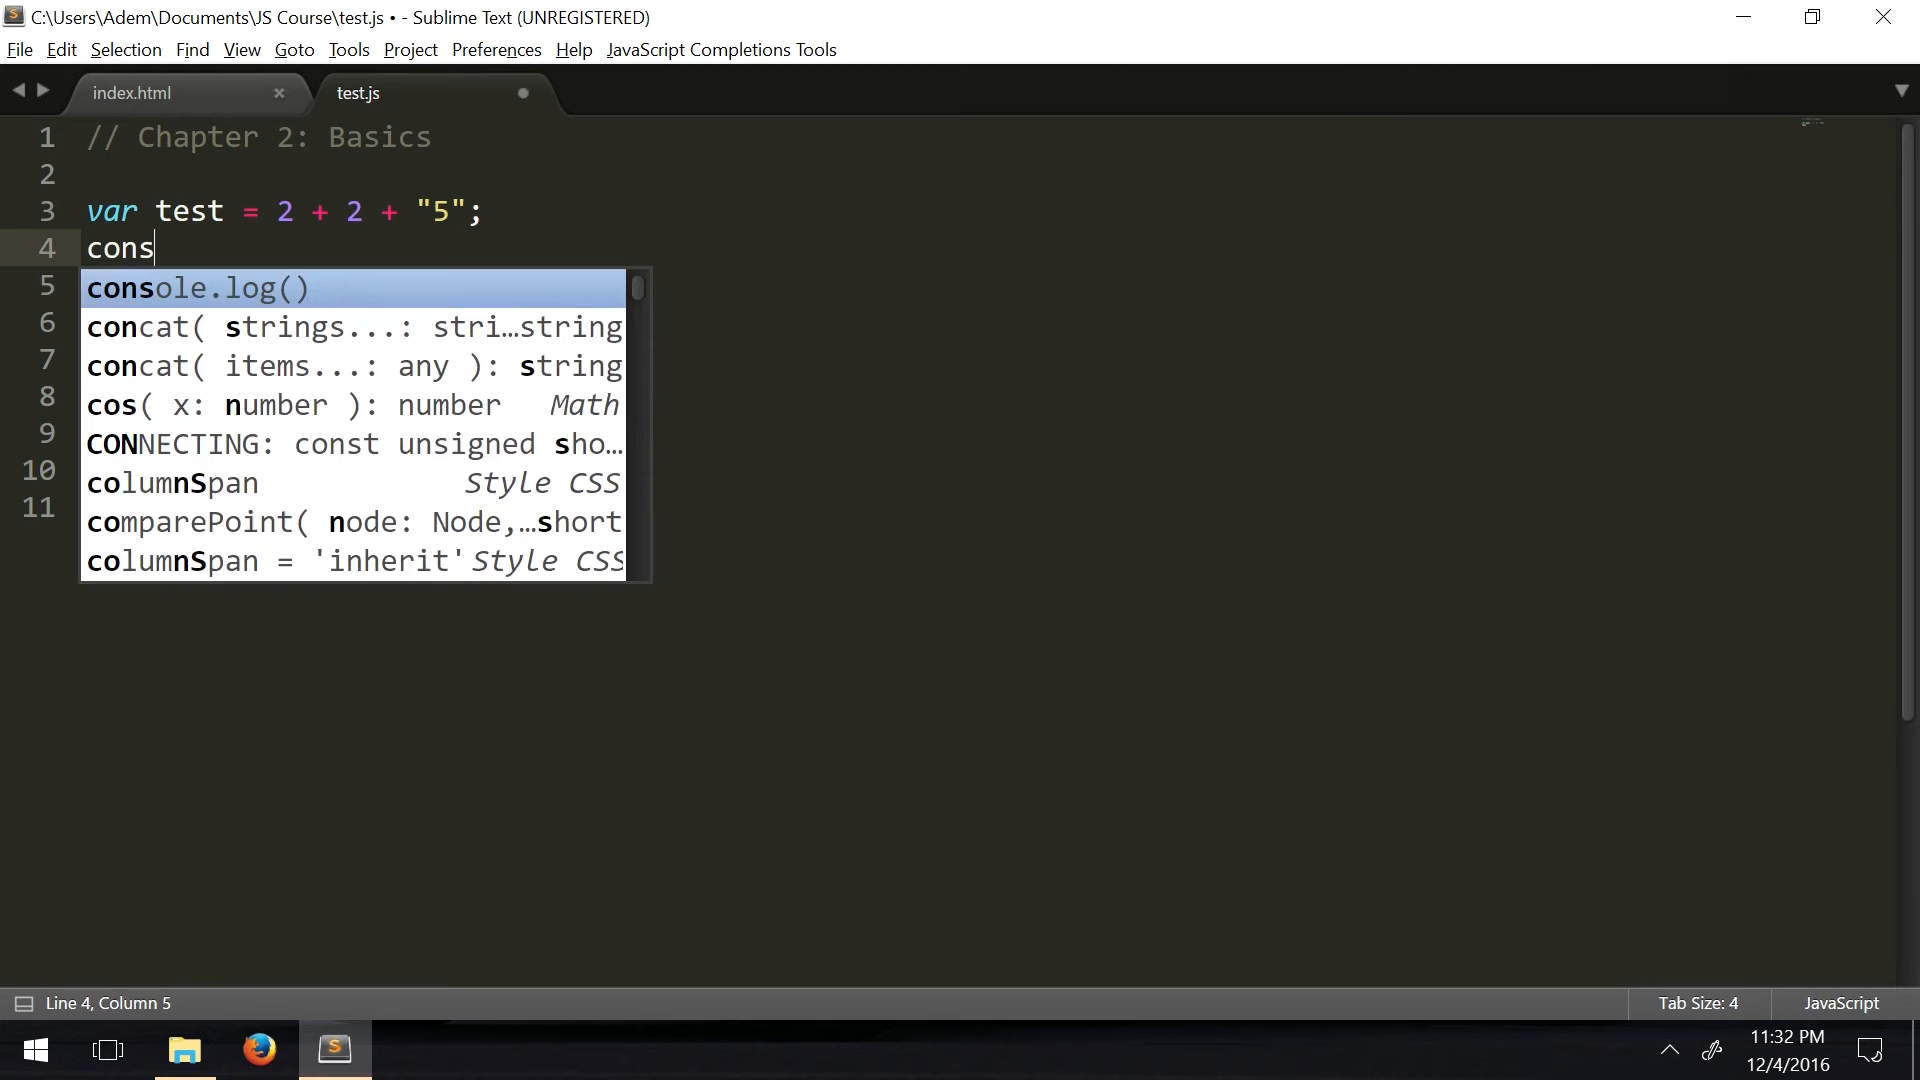 C:\Users\Adem\Documents\JS Course\test.js • - Sublime Text (UNREGISTERED)
File Edit Selection Find View Goto Tools Project Preferences Help JavaScript Completions Tools
index.html test.js
1 // Chapter 2: Basics
2
3 var test = 2 + 2 + "5";
4 cons
5 console.log()
6 concat( strings...: stri…string
7 concat( items...: any ): string
8 cos( x: number ): number Math
9 CONNECTING: const unsigned sho…
10 columnSpan Style CSS
11 comparePoint( node: Node,…short
columnSpan = 'inherit' Style CSS
Line 4, Column 5 Tab Size: 4 JavaScript
11:32 PM
12/4/2016